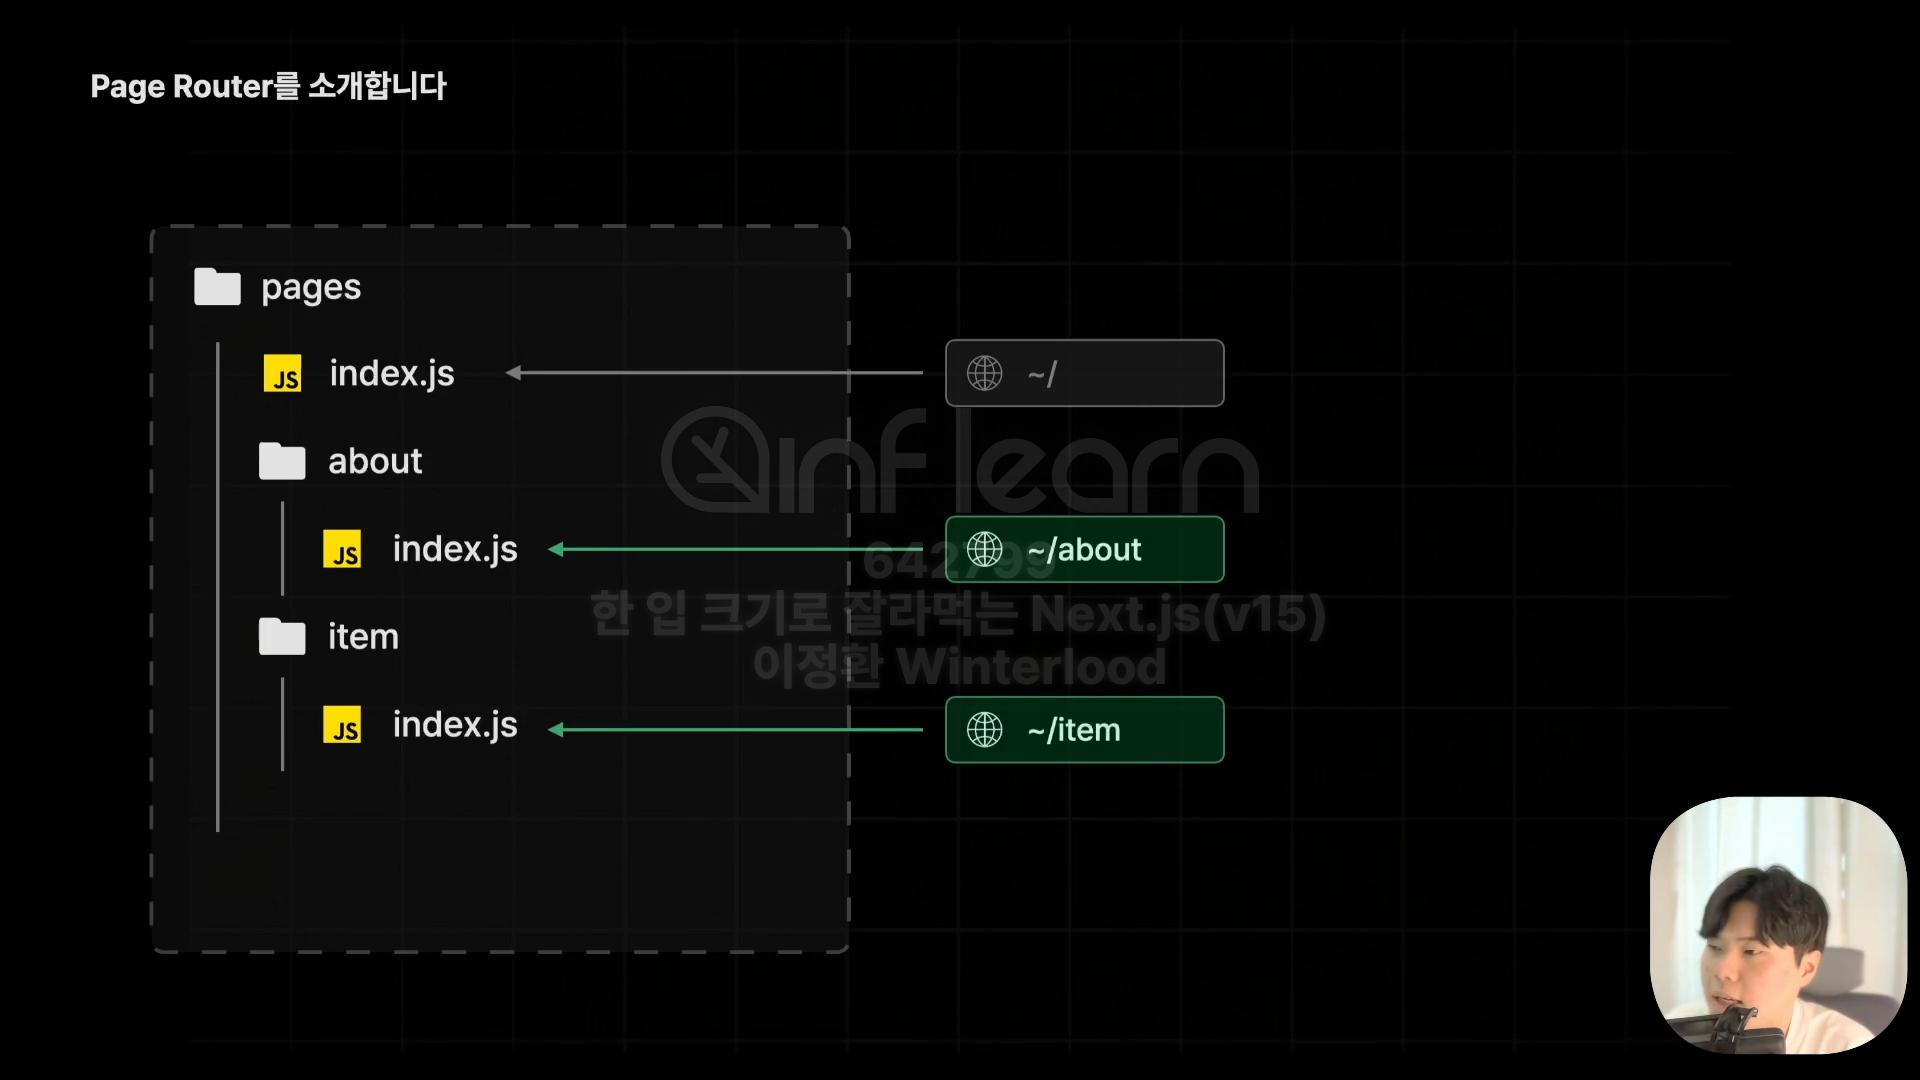 Page Router를 소개합니다
pages
JS index.js
~/
about
JS index.js
~/about
item
JS index.js
~/item
inflearn
642799
한 입 크기로 잘라먹는 Next.js(v15)
이정환 Winterlood